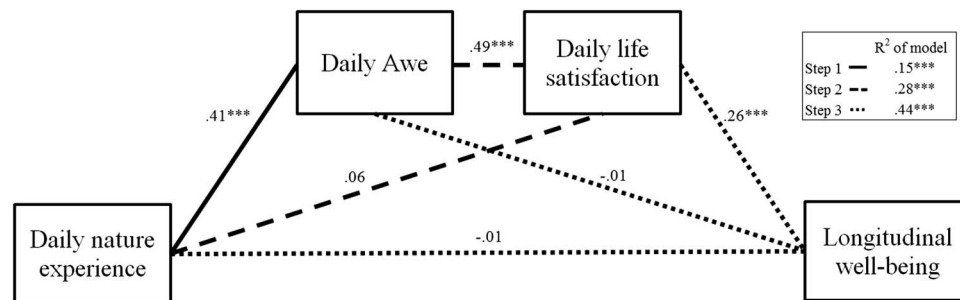 Daily Awe
.49***
Daily life
satisfaction
R² of model
Step 1 .15***
Step 2 .28***
Step 3 .44***
.41***
.26***
.06
-.01
Daily nature
experience
-.01
Longitudinal
well-being